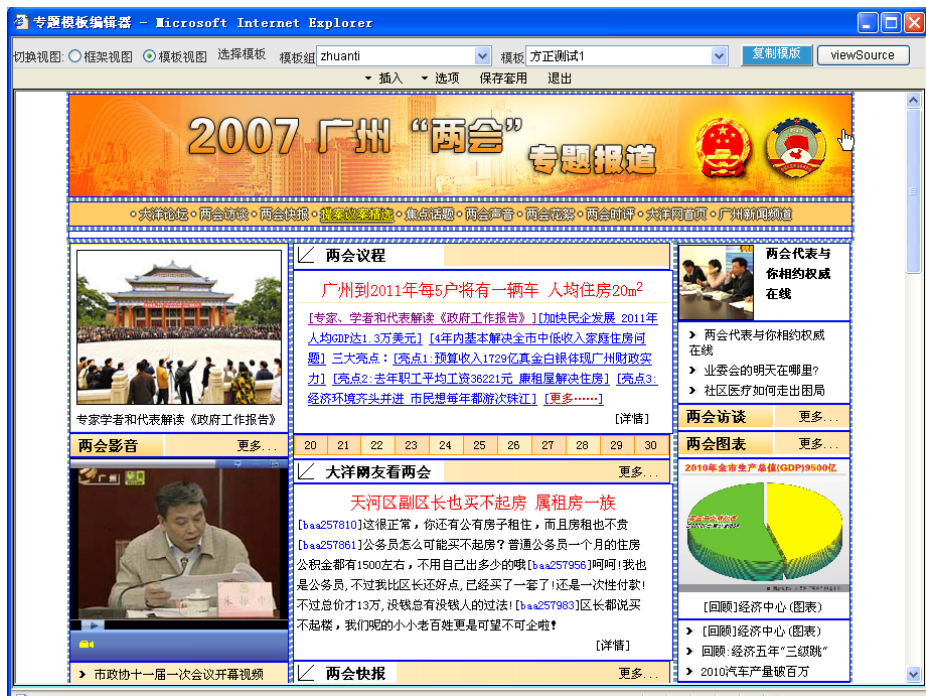 专题模板编辑器 - Microsoft Internet Explorer
切换视图: 框架视图 模板视图 选择模板 模板组 zhuanti 模板 方正测试1 复制模版 viewSource
插入 选项 保存套用 退出
2007 广州 “两会” 专题报道
·大洋论坛·两会访谈·两会快报·提案议案精选·焦点话题·两会声音·两会花絮·两会时评·大洋网首页·广州新闻频道
专家学者和代表解读《政府工作报告》
两会影音 更多...
市政协十一届一次会议开幕视频
两会议程
广州到2011年每5户将有一辆车 人均住房20m²
[专家、学者和代表解读《政府工作报告》][加快民企发展 2011年
人均GDP达1.3万美元] [4年内基本解决全市中低收入家庭住房问
题] 三大亮点：[亮点1:预算收入1729亿真金白银体现广州财政实
力] [亮点2:去年职工平均工资36221元 廉租屋解决住房] [亮点3:
经济环境齐头并进 市民想每年都游次珠江] [更多……]
[详情]
20 21 22 23 24 25 26 27 28 29 30
大洋网友看两会 更多...
天河区副区长也买不起房 属租房一族
[baa257810]这很正常，你还有公有房子租住，而且房租也不贵
[baa257861]公务员怎么可能买不起房？普通公务员一个月的住房
公积金都有1500左右，不用自己出多少的哦[baa257956]呵呵!我也
是公务员,不过我比区长还好点,已经买了一套了!还是一次性付款!
不过总价才13万,没钱总有没钱人的过法![baa257983]区长都说买
不起楼，我们呢的小小老百姓更是可望不可企啦!
[详情]
两会快报 更多...
两会代表与
你相约权威
在线
两会代表与你相约权威
在线
业委会的明天在哪里?
社区医疗如何走出困局
两会访谈 更多...
两会图表 更多...
2010年全市生产总值(GDP)9500亿
[回顾]经济中心(图表)
[回顾]经济中心(图表)
回顾:经济五年“三级跳”
2010汽车产量破百万